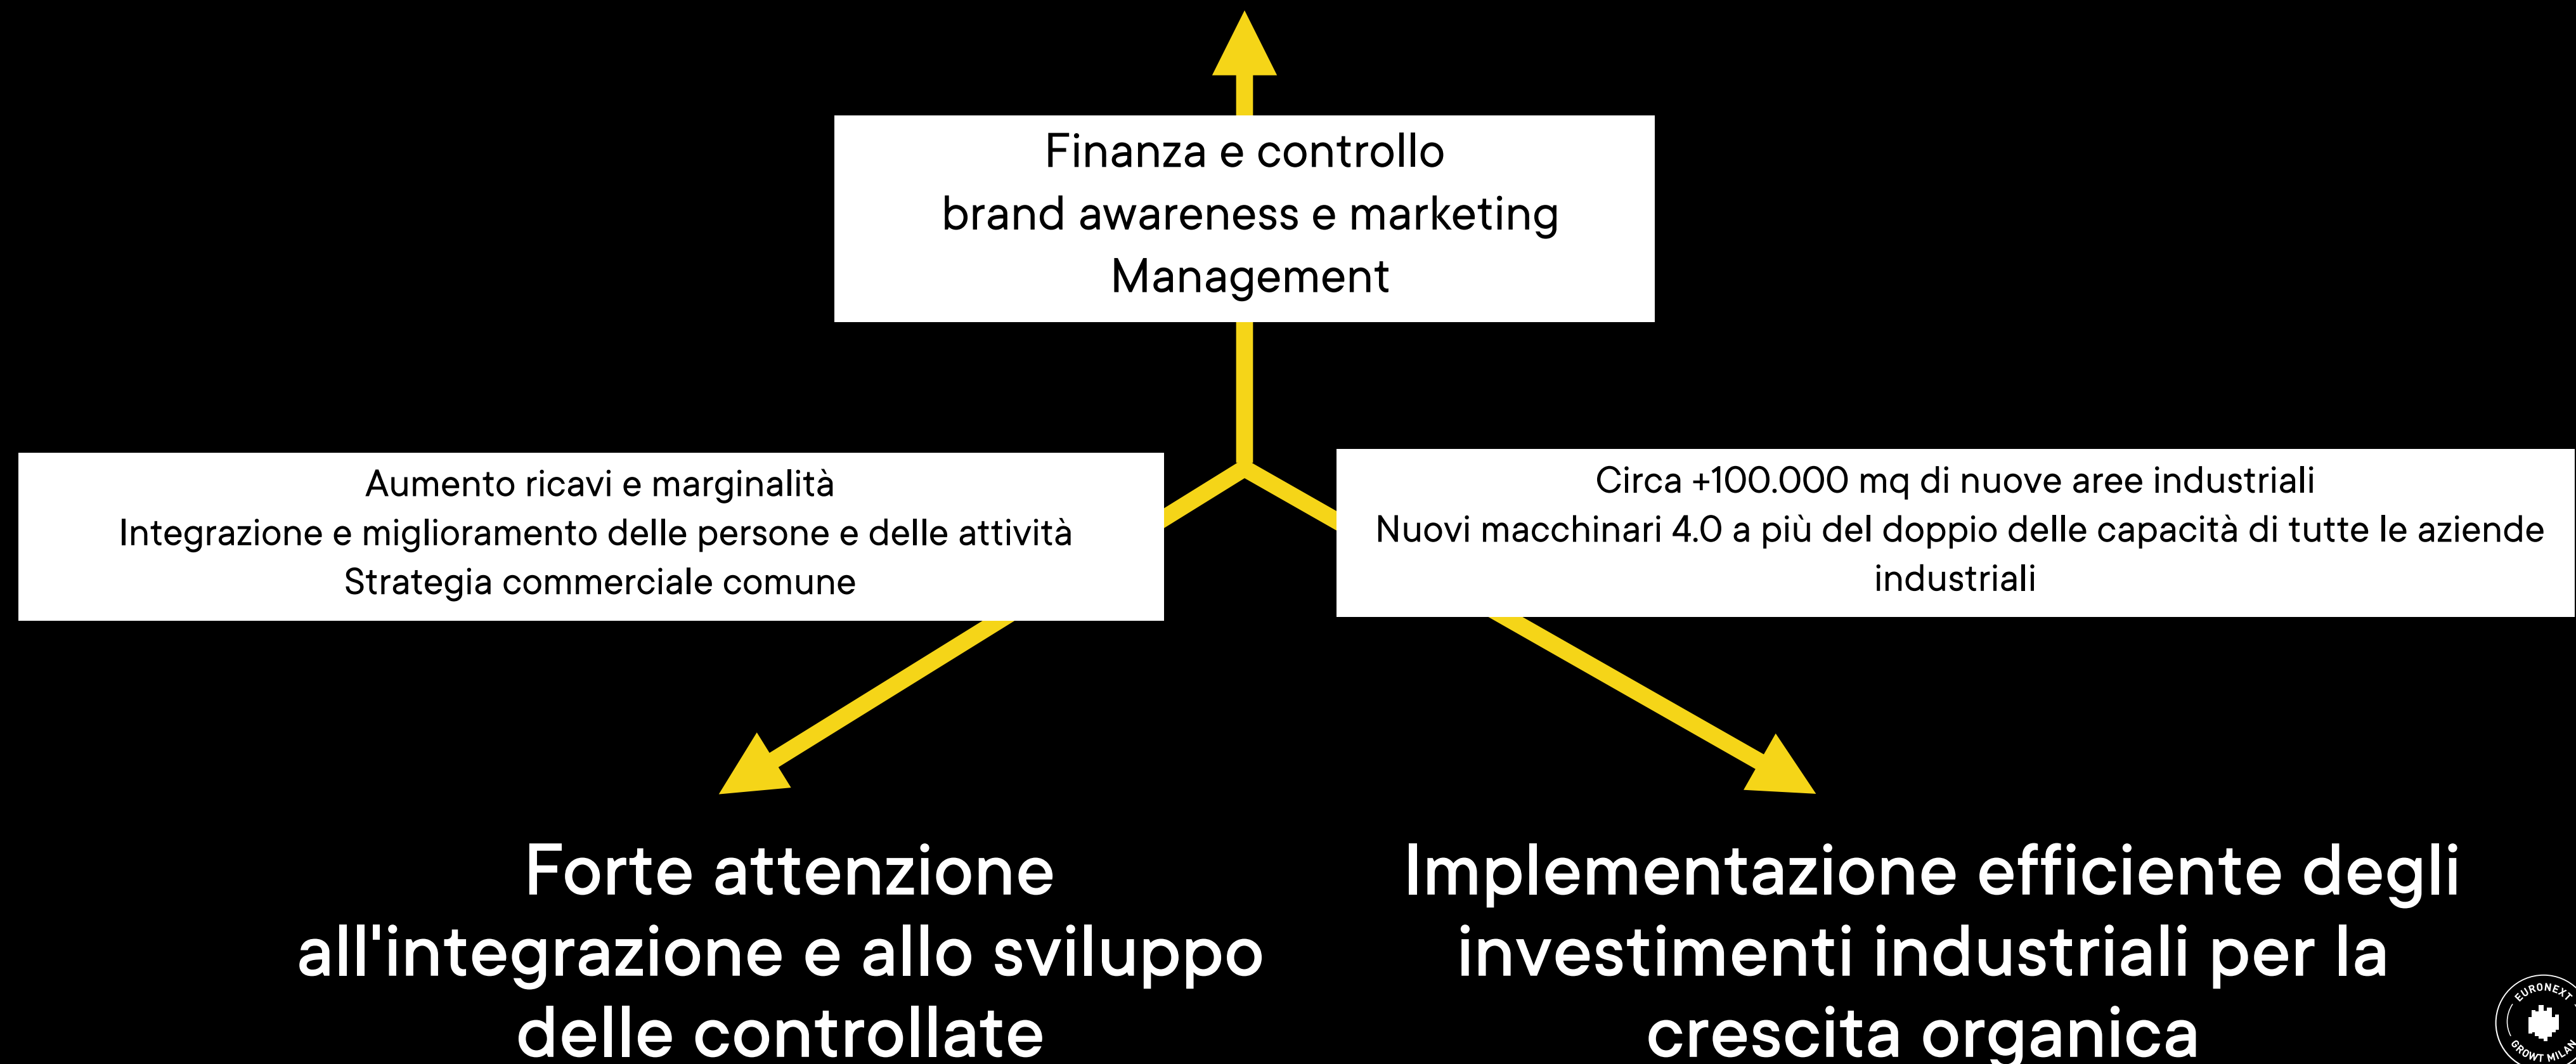 Finanza e controllo
brand awareness e marketing
Management
Aumento ricavi e marginalità
Integrazione e miglioramento delle persone e delle attività
Strategia commerciale comune
Circa +100.000 mq di nuove aree industriali
Nuovi macchinari 4.0 a più del doppio delle capacità di tutte le aziende
industriali
Forte attenzione
all'integrazione e allo sviluppo
delle controllate
Implementazione efficiente degli
investimenti industriali per la
crescita organica
EURONEXT
GROWT MILAN